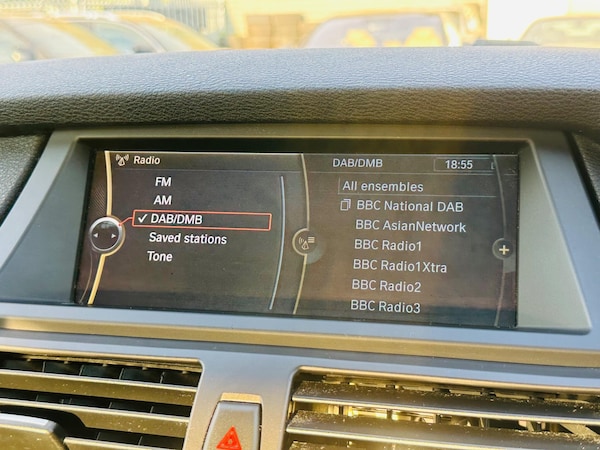 Radio
FM
AM
✓ DAB/DMB
Saved stations
Tone
DAB/DMB 18:55
All ensembles
BBC National DAB
BBC AsianNetwork
BBC Radio1
BBC Radio1Xtra
BBC Radio2
BBC Radio3
+